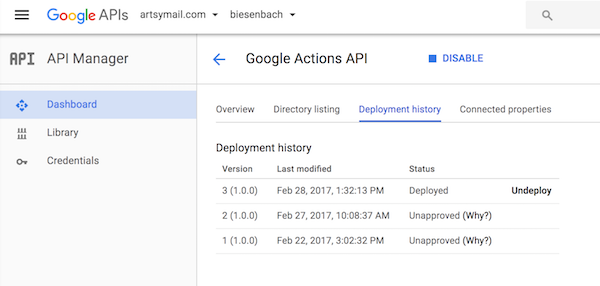 Google APIs artsymail.com biesenbach
API API Manager Google Actions API DISABLE
Dashboard
Library
Credentials
Overview Directory listing Deployment history Connected properties
Deployment history
Version Last modified Status
3 (1.0.0) Feb 28, 2017, 1:32:13 PM Deployed Undeploy
2 (1.0.0) Feb 27, 2017, 10:08:37 AM Unapproved (Why?)
1 (1.0.0) Feb 22, 2017, 3:02:32 PM Unapproved (Why?)